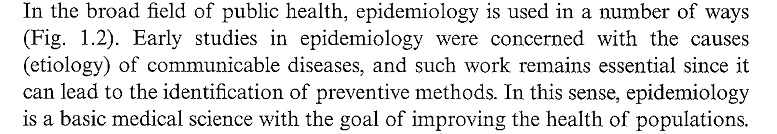 In the broad field of public health, epidemiology is used in a number of ways
(Fig. 1.2). Early studies in epidemiology were concerned with the causes
(etiology) of communicable diseases, and such work remains essential since it
can lead to the identification of preventive methods. In this sense, epidemiology
is a basic medical science with the goal of improving the health of populations.